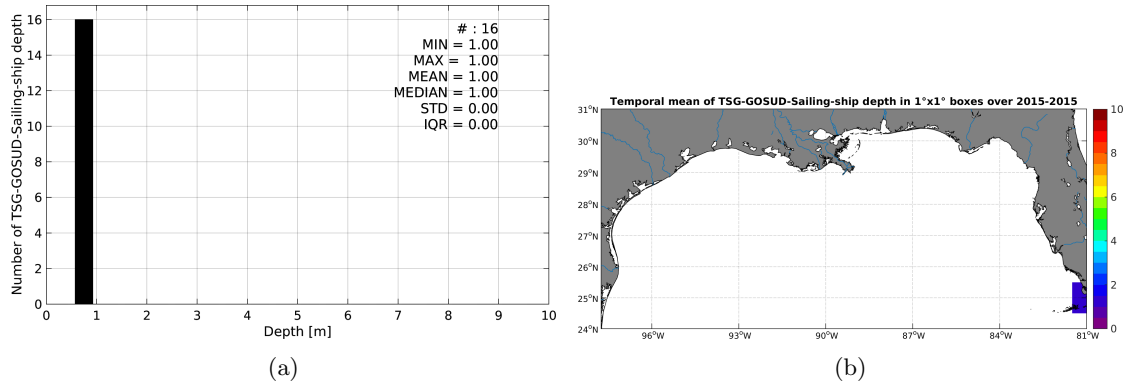 Number of TSG-GOSUD-Sailing-ship depth
16
14
12
10
8
6
4
2
0
# : 16
MIN = 1.00
MAX = 1.00
MEAN = 1.00
MEDIAN = 1.00
STD = 0.00
IQR = 0.00
0 1 2 3 4 5 6 7 8 9 10
Depth [m]
(a)
Temporal mean of TSG-GOSUD-Sailing-ship depth in 1°x1° boxes over 2015-2015
31°N
30°N
29°N
28°N
27°N
26°N
25°N
24°N
96°W 93°W 90°W 87°W 84°W 81°W
10
8
6
4
2
0
(b)